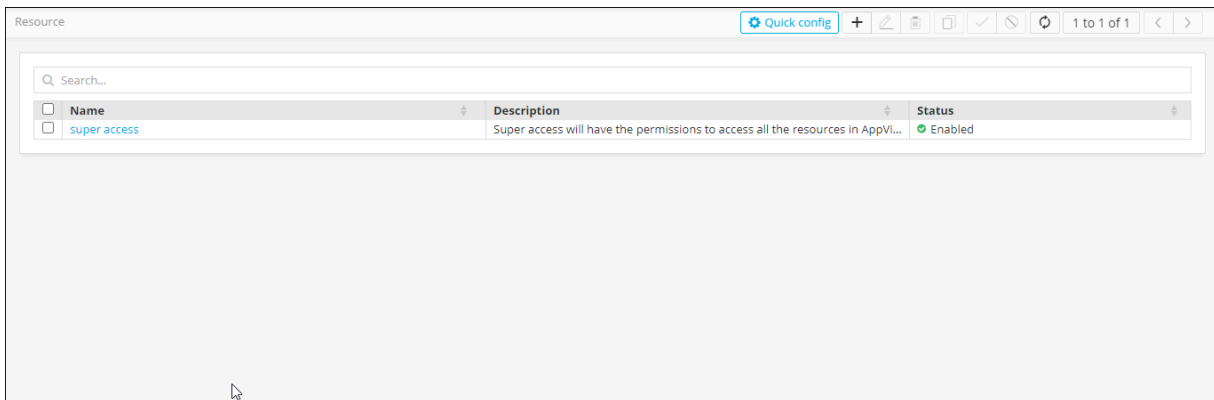 Resource
Quick config
1 to 1 of 1
Search...
Name Description Status
super access Super access will have the permissions to access all the resources in AppVi... Enabled